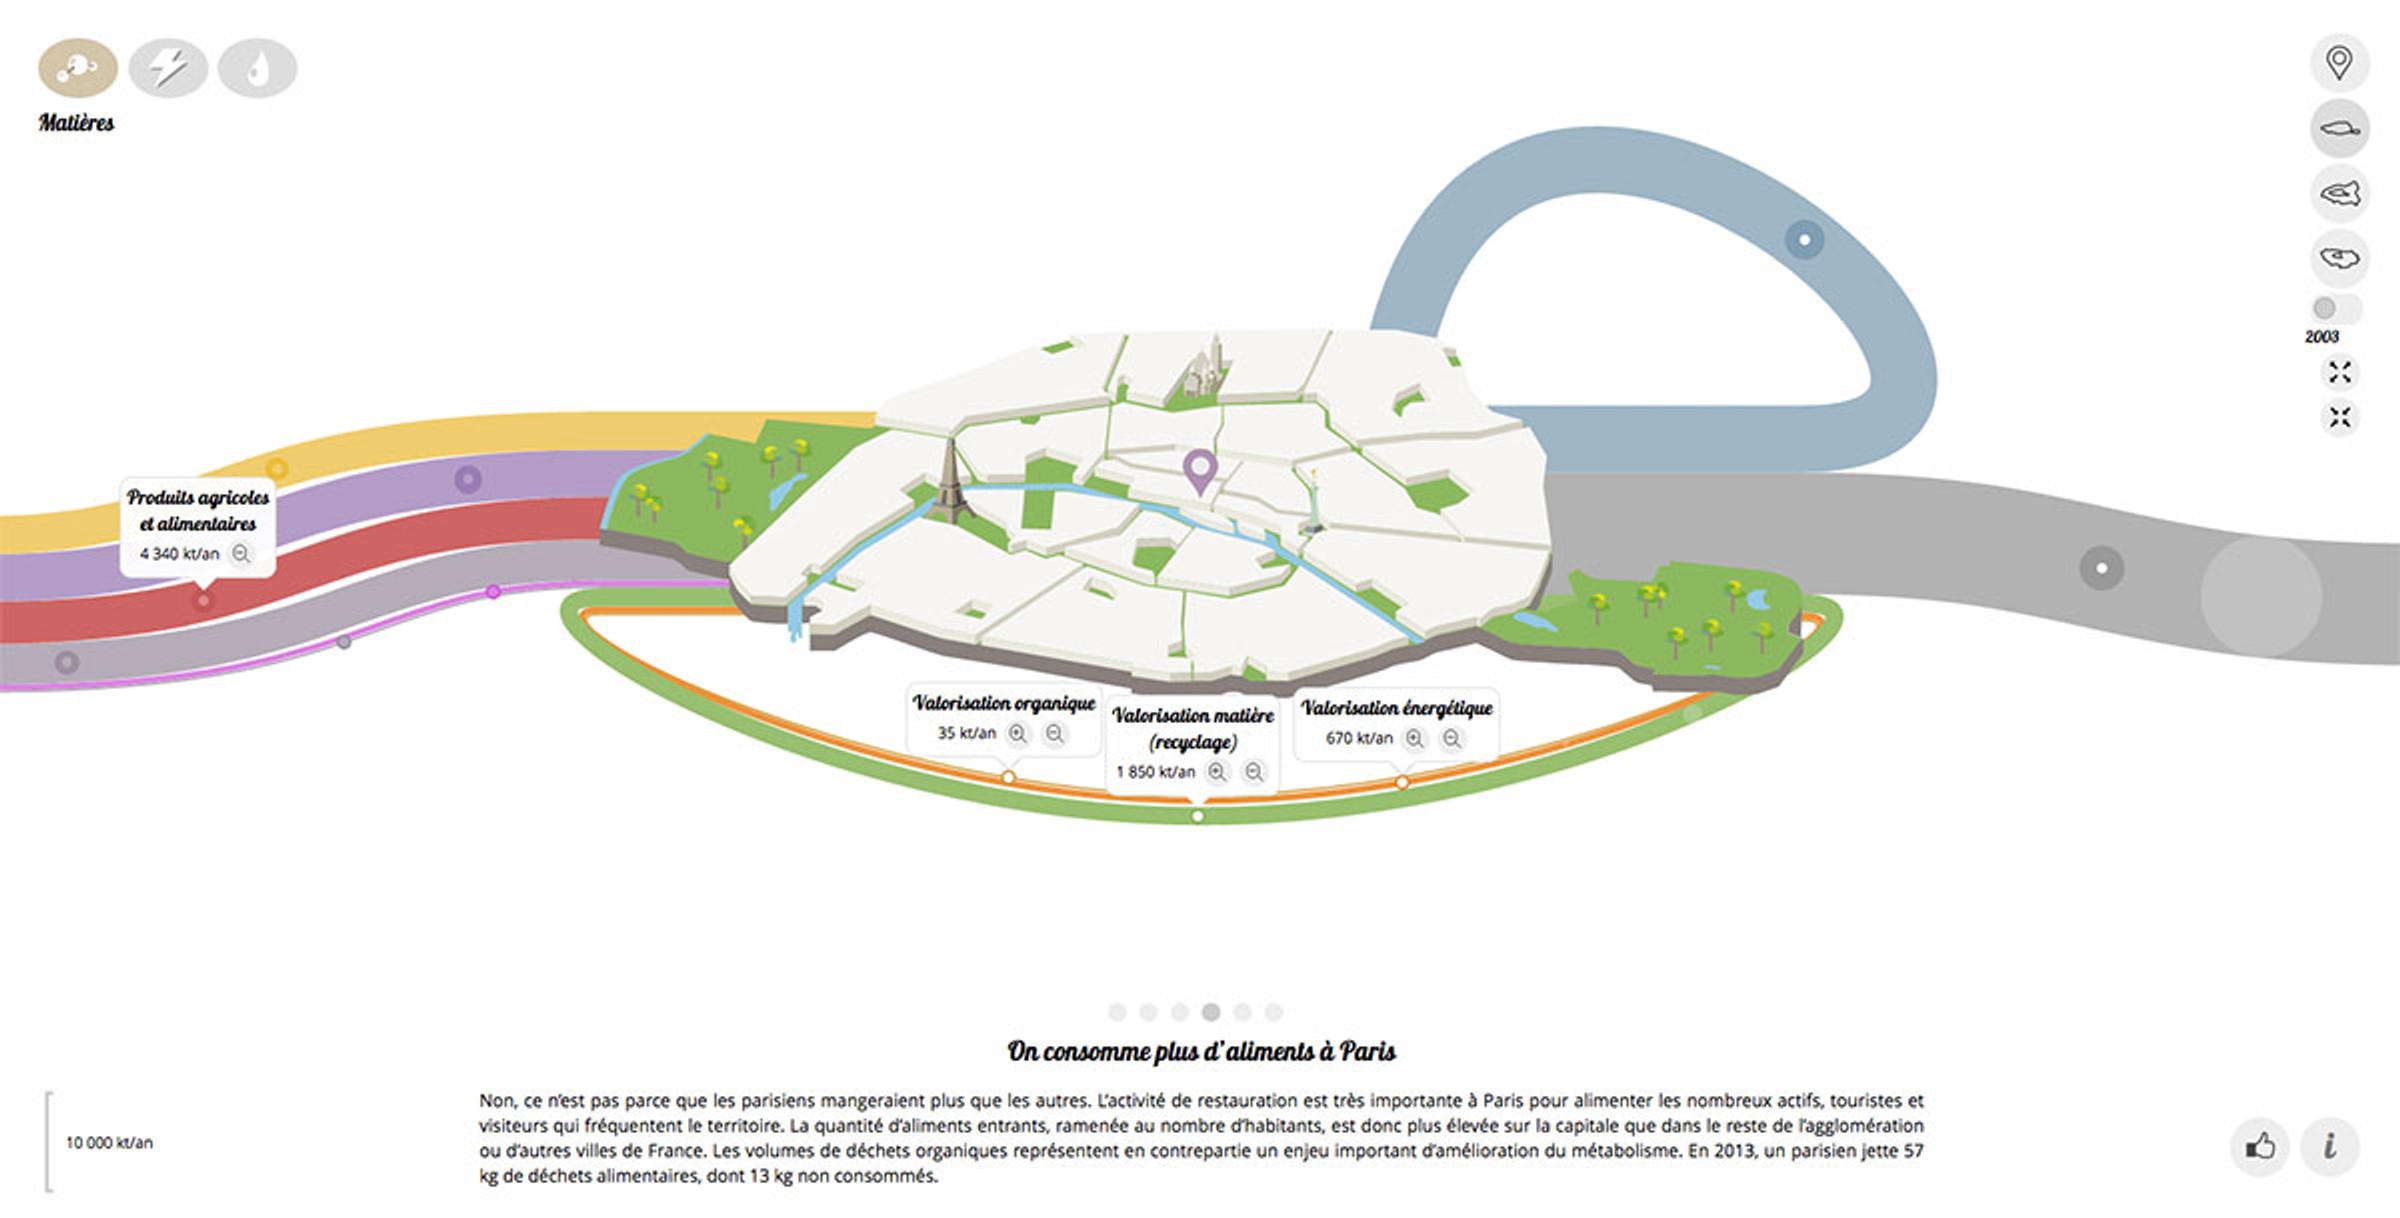 Matières
2003
Produits agricoles
et alimentaires
4 340 kt/an
Valorisation organique
35 kt/an
Valorisation matière
(recyclage)
1 850 kt/an
Valorisation énergétique
670 kt/an
On consomme plus d'aliments à Paris
Non, ce n'est pas parce que les parisiens mangeraient plus que les autres. L'activité de restauration est très importante à Paris pour alimenter les nombreux actifs, touristes et
visiteurs qui fréquentent le territoire. La quantité d'aliments entrants, ramenée au nombre d'habitants, est donc plus élevée sur la capitale que dans le reste de l'agglomération
ou d'autres villes de France. Les volumes de déchets organiques représentent en contrepartie un enjeu important d'amélioration du métabolisme. En 2013, un parisien jette 57
kg de déchets alimentaires, dont 13 kg non consommés.
10 000 kt/an
i